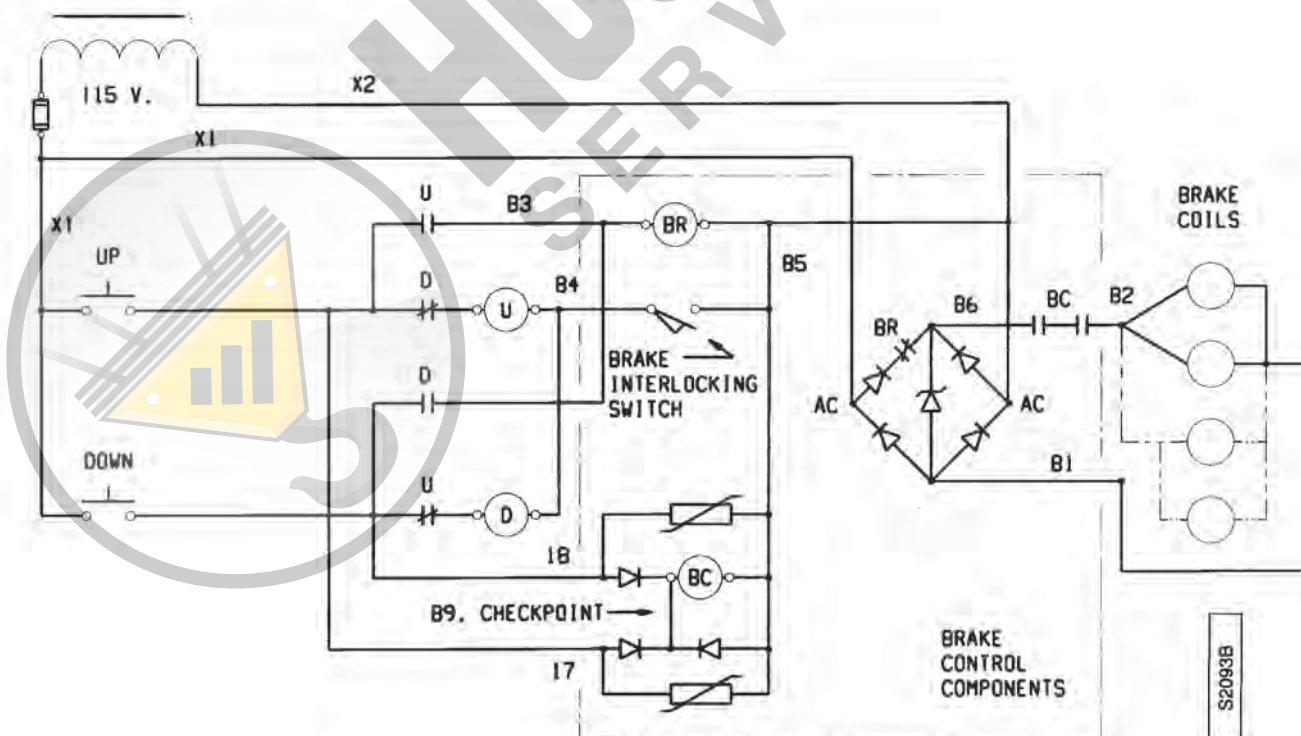 115 V.
X2
X1
X1
U
B3
BR
BRAKE
COILS
UP
D
U
B4
B5
B6
BC
B2
BR
BRAKE
INTERLOCKING
SWITCH
D
AC
AC
DOWN
U
D
B1
18
BC
B9. CHECKPOINT
17
BRAKE
CONTROL
COMPONENTS
S2093B
SERV
S